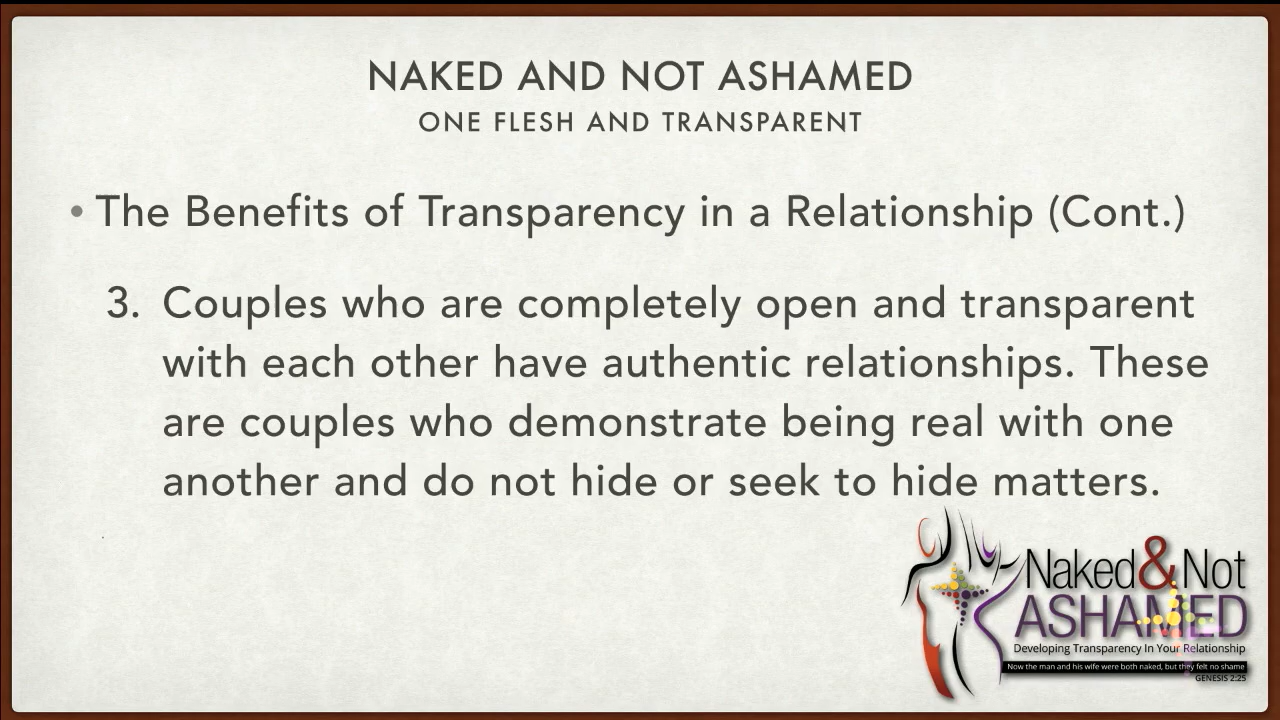 NAKED AND NOT ASHAMED
ONE FLESH AND TRANSPARENT
• The Benefits of Transparency in a Relationship (Cont.)
3. Couples who are completely open and transparent
with each other have authentic relationships. These
are couples who demonstrate being real with one
another and do not hide or seek to hide matters.
Naked & Not
ASHAMED
Developing Transparency In Your Relationship
Now the man and his wife were both naked, but they felt no shame
GENESIS 2:25